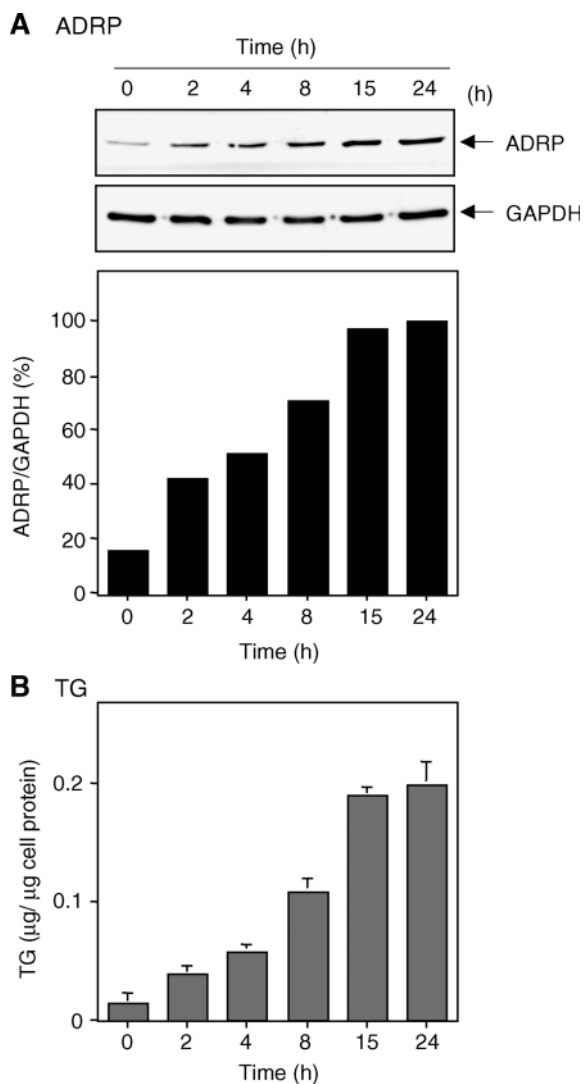 A ADRP
Time (h)
0 2 4 8 15 24 (h)
ADRP
GAPDH
ADRP/GAPDH (%)
100
80
60
40
20
0
0 2 4 8 15 24
Time (h)
B TG
TG (μg/ μg cell protein)
0.2
0.1
0
0 2 4 8 15 24
Time (h)